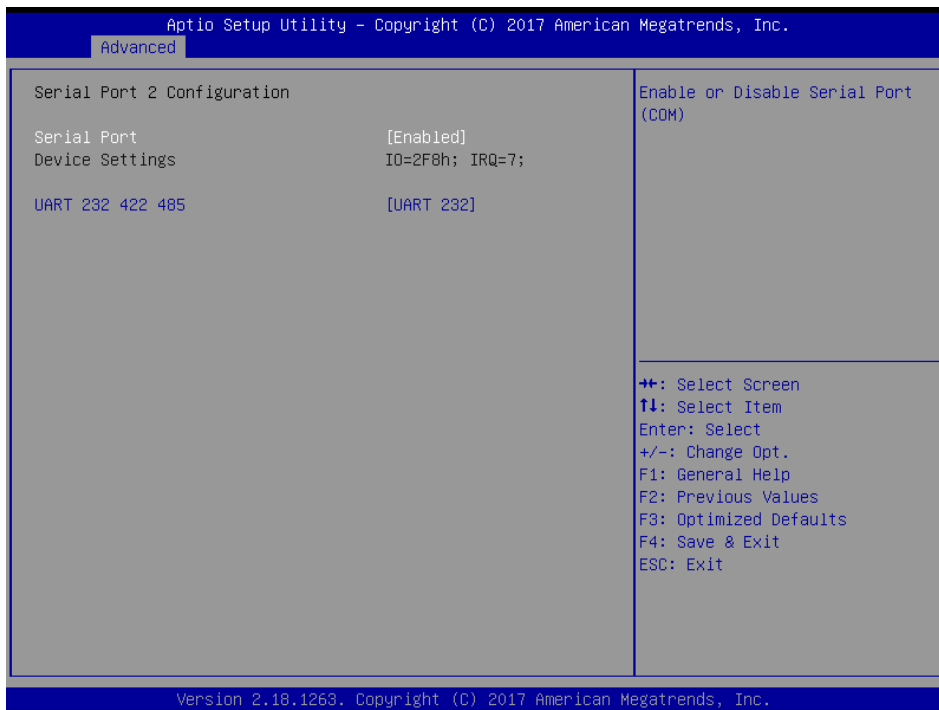 Aptio Setup Utility – Copyright (C) 2017 American Megatrends, Inc.
Advanced
Serial Port 2 Configuration
Serial Port [Enabled]
Device Settings IO=2F8h; IRQ=7;
UART 232 422 485 [UART 232]
Enable or Disable Serial Port
(COM)
→←: Select Screen
↑↓: Select Item
Enter: Select
+/-: Change Opt.
F1: General Help
F2: Previous Values
F3: Optimized Defaults
F4: Save & Exit
ESC: Exit
Version 2.18.1263. Copyright (C) 2017 American Megatrends, Inc.